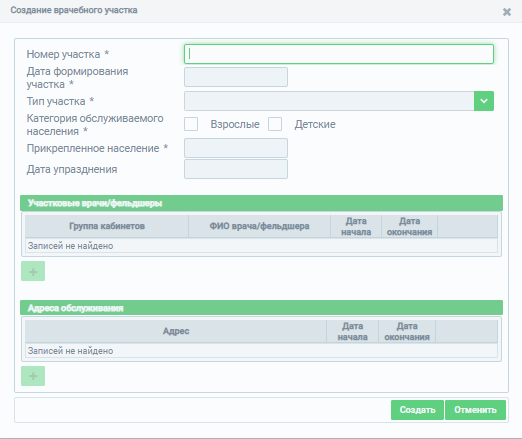 Создание врачебного участка
Номер участка *
Дата формирования
участка *
Тип участка *
Категория обслуживаемого
населения *
Взрослые
Детские
Прикрепленное население *
Дата упразднения
Участковые врачи/фельдшеры
Группа кабинетов
ФИО врача/фельдшера
Дата
начала
Дата
окончания
Записей не найдено
+
Адреса обслуживания
Адрес
Дата
начала
Дата
окончания
Записей не найдено
+
Создать
Отменить